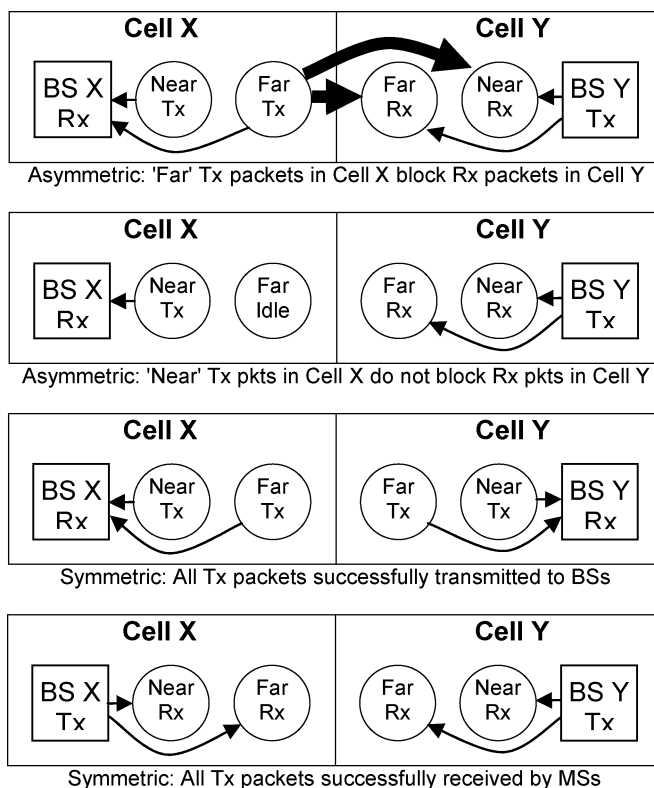 Cell X
Cell Y
BS X
Rx
Near
Tx
Far
Tx
Far
Rx
Near
Rx
BS Y
Tx
Asymmetric: 'Far' Tx packets in Cell X block Rx packets in Cell Y
Cell X
Cell Y
BS X
Rx
Near
Tx
Far
Idle
Far
Rx
Near
Rx
BS Y
Tx
Asymmetric: 'Near' Tx pkts in Cell X do not block Rx pkts in Cell Y
Cell X
Cell Y
BS X
Rx
Near
Tx
Far
Tx
Far
Tx
Near
Tx
BS Y
Rx
Symmetric: All Tx packets successfully transmitted to BSs
Cell X
Cell Y
BS X
Tx
Near
Rx
Far
Rx
Far
Rx
Near
Rx
BS Y
Tx
Symmetric: All Tx packets successfully received by MSs